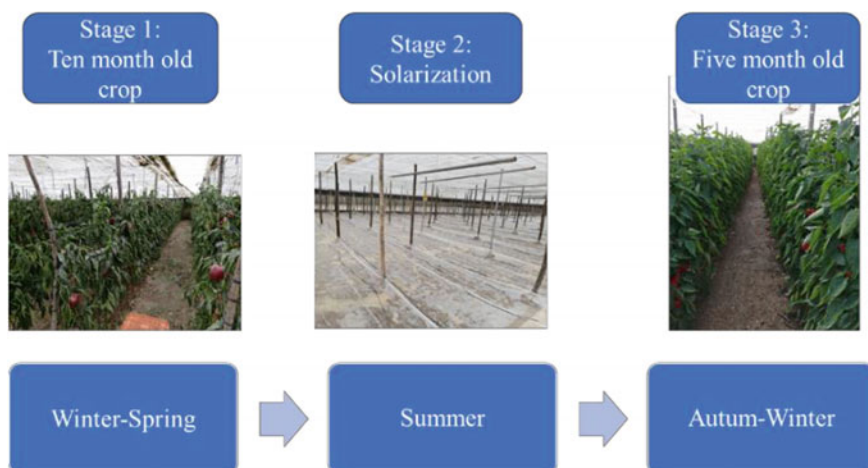 Stage 1:
Ten month old
crop
Stage 2:
Solarization
Stage 3:
Five month old
crop
Winter-Spring
Summer
Autum-Winter